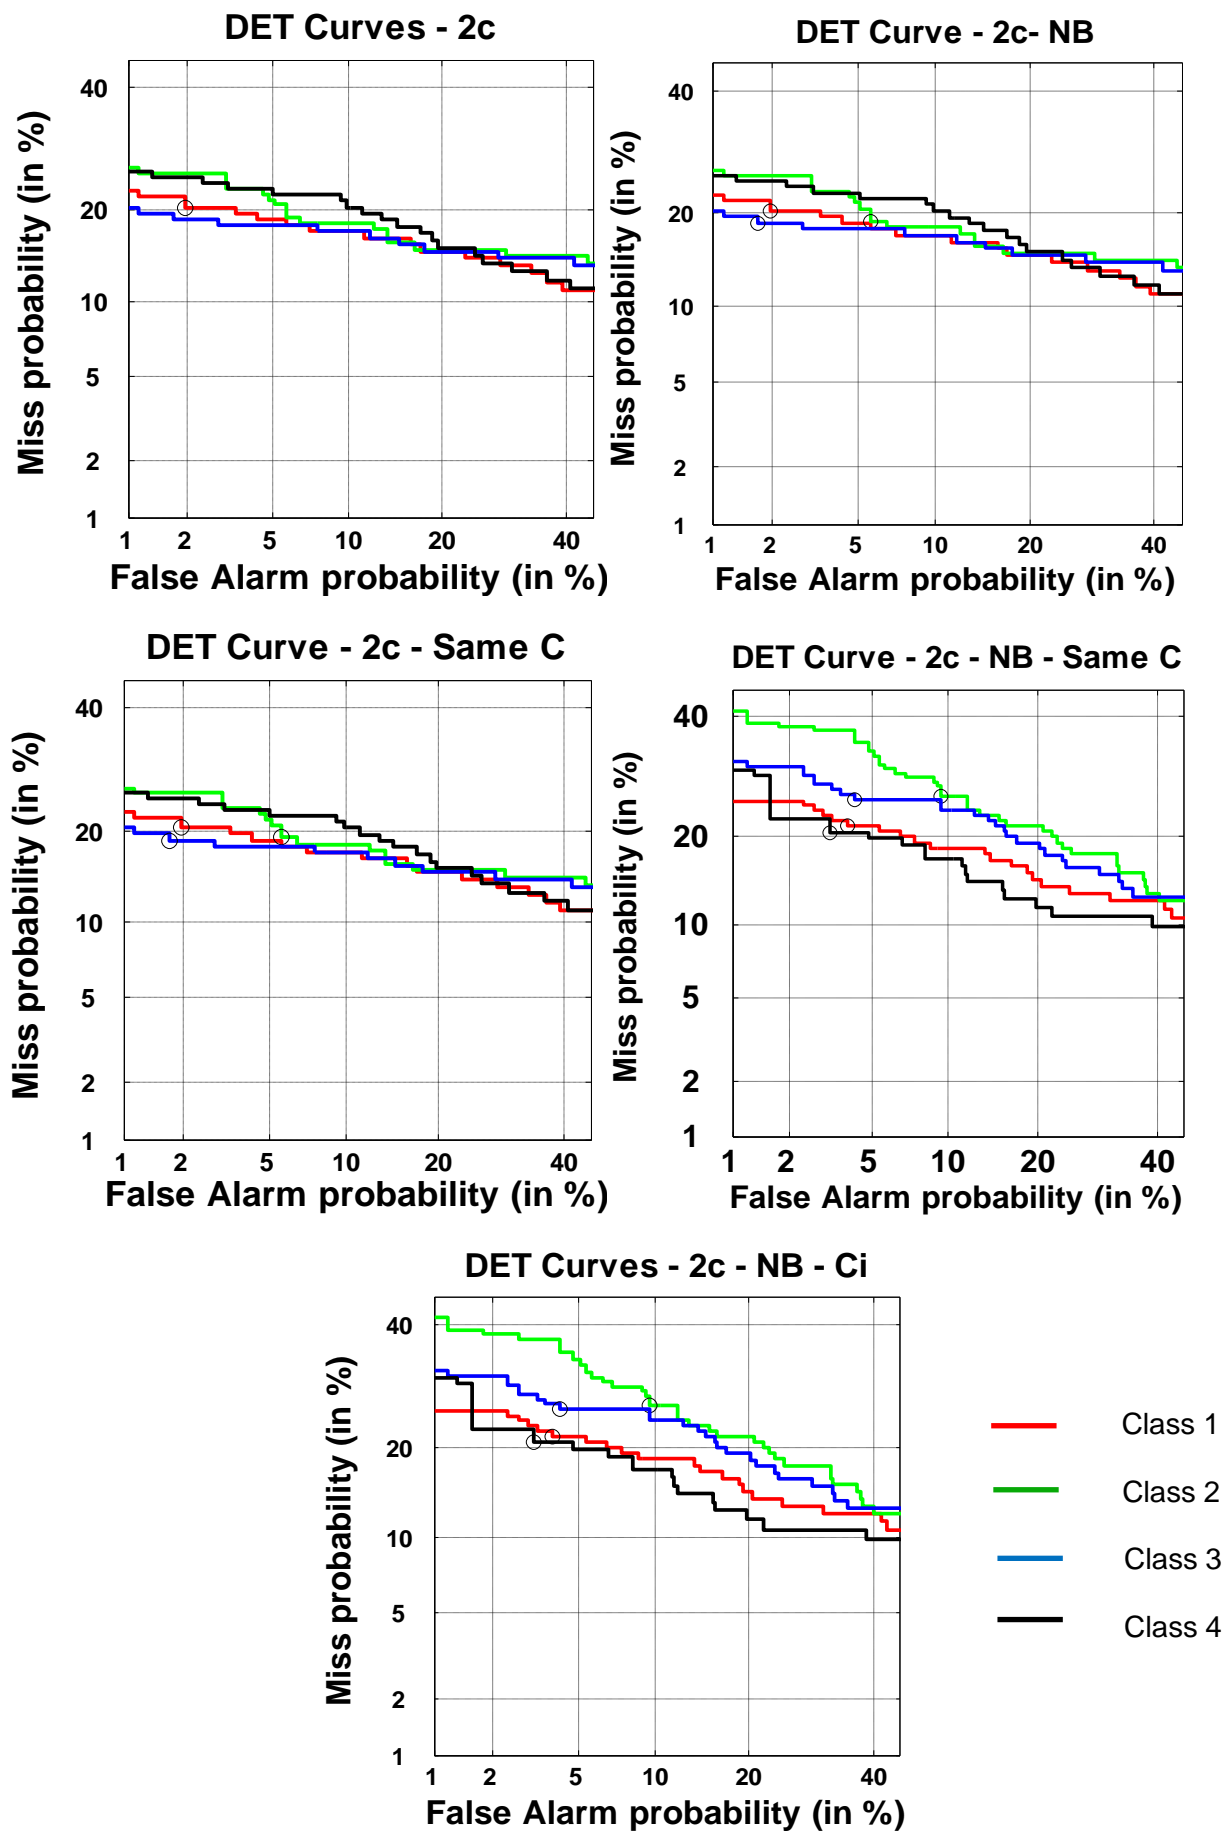 DET Curves - 2c
Miss probability (in %)
40
20
10
5
2
1
1 2 5 10 20 40
False Alarm probability (in %)
DET Curve - 2c- NB
Miss probability (in %)
40
20
10
5
2
1
1 2 5 10 20 40
False Alarm probability (in %)
DET Curve - 2c - Same C
Miss probability (in %)
40
20
10
5
2
1
1 2 5 10 20 40
False Alarm probability (in %)
DET Curve - 2c - NB - Same C
Miss probability (in %)
40
20
10
5
2
1
1 2 5 10 20 40
False Alarm probability (in %)
DET Curves - 2c - NB - Ci
Miss probability (in %)
40
20
10
5
2
1
1 2 5 10 20 40
False Alarm probability (in %)
Class 1
Class 2
Class 3
Class 4